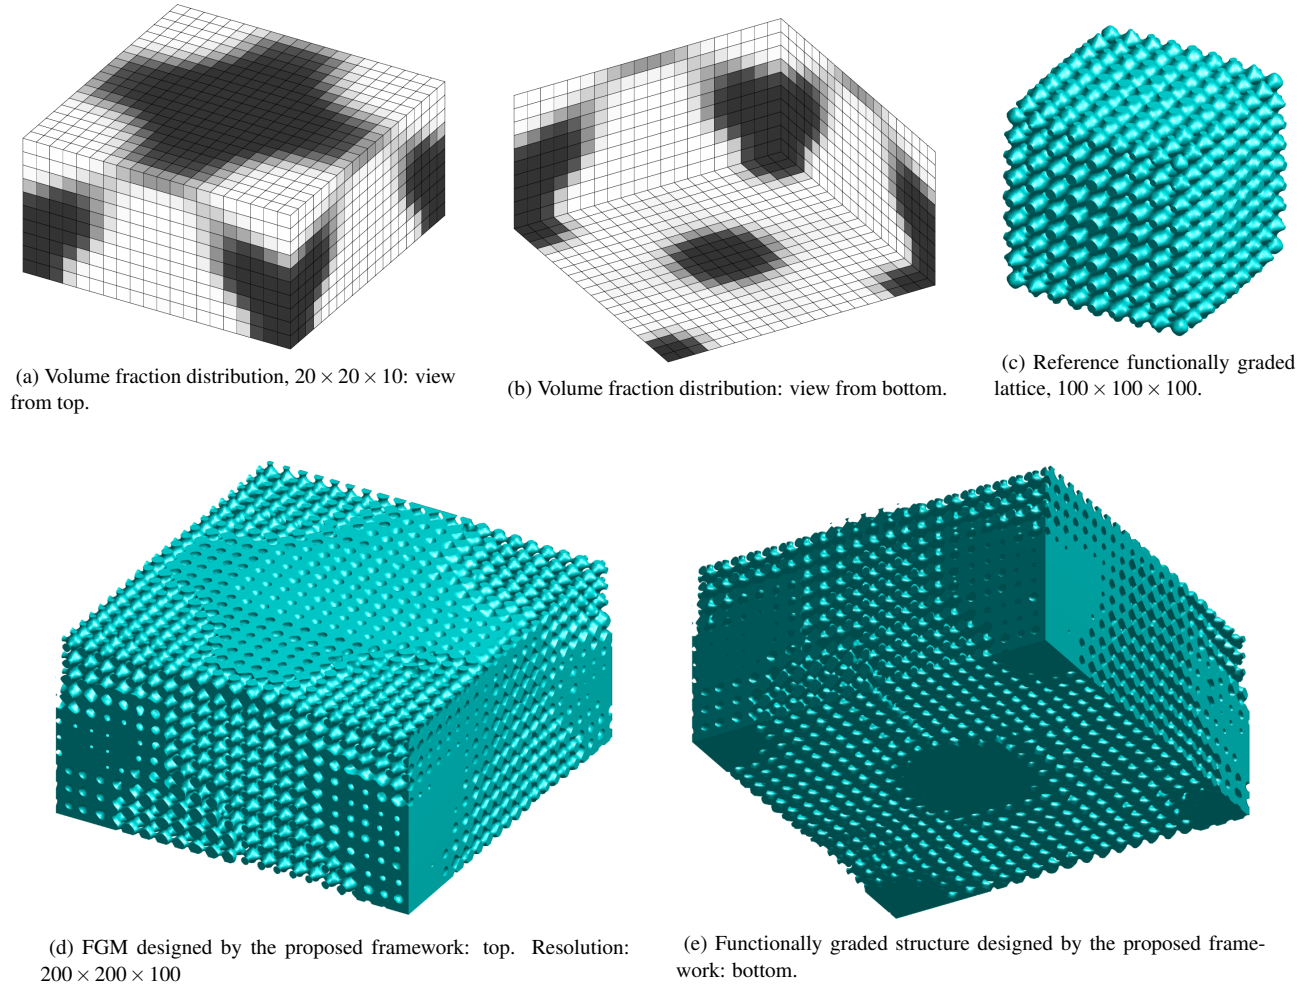 (a) Volume fraction distribution, 20 × 20 × 10: view
from top.
(b) Volume fraction distribution: view from bottom.
(c) Reference functionally graded
lattice, 100 × 100 × 100.
(d) FGM designed by the proposed framework: top. Resolution:
200 × 200 × 100
(e) Functionally graded structure designed by the proposed frame-
work: bottom.